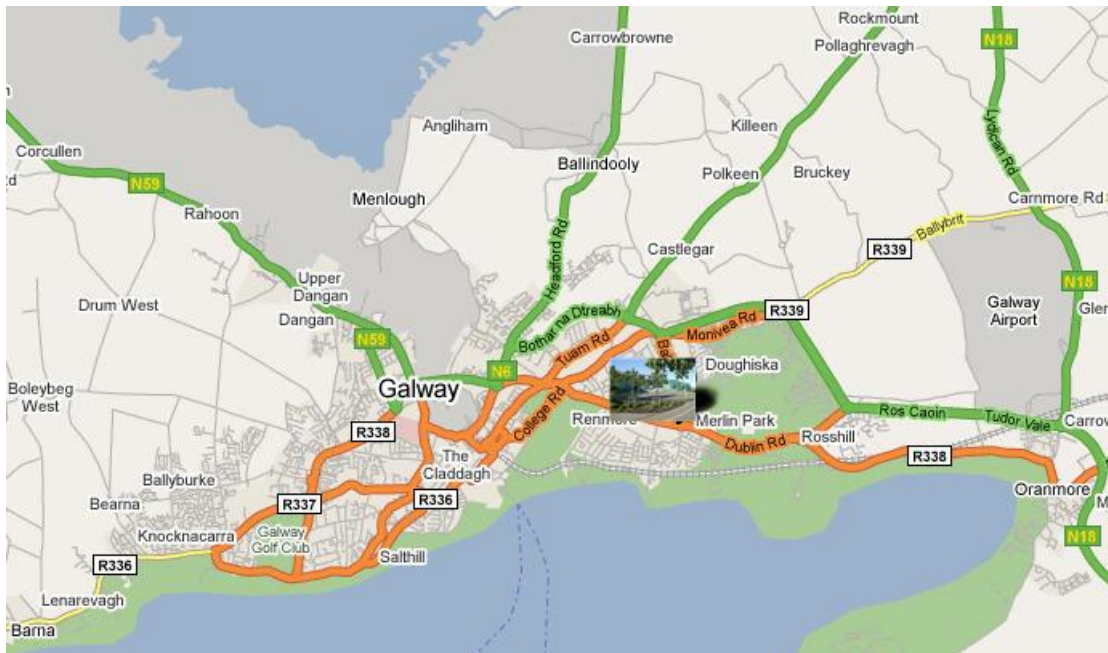 Rockmount
Carrowbrowne
Pollaghrevagh
N18
Angliham
Killeen
Lydican Rd
Corcullen
Ballindooly
Polkeen
Bruckey
N59
Menlough
Carnmore Rd
Rahoon
Ballybrit
Headford Rd
Castlegar
R339
Upper
Dangan
N18
Drum West
Dangan
Bothar na Dtreabh
R339
Galway
Airport
Glen
N59
Tuam Rd
Monivea Rd
Ba
N6
Doughiska
Boleybeg
West
Galway
College Rd
Renmore
Merlin Park
Ros Caoin
Tudor Vale
Carrow
R338
Dublin Rd
Rosshill
R338
The
Claddagh
Ballyburke
Oranmore
Bearna
R337
R336
M
Knocknacarra
Galway
Golf Club
Salthill
N18
R336
Lenarevagh
Barna